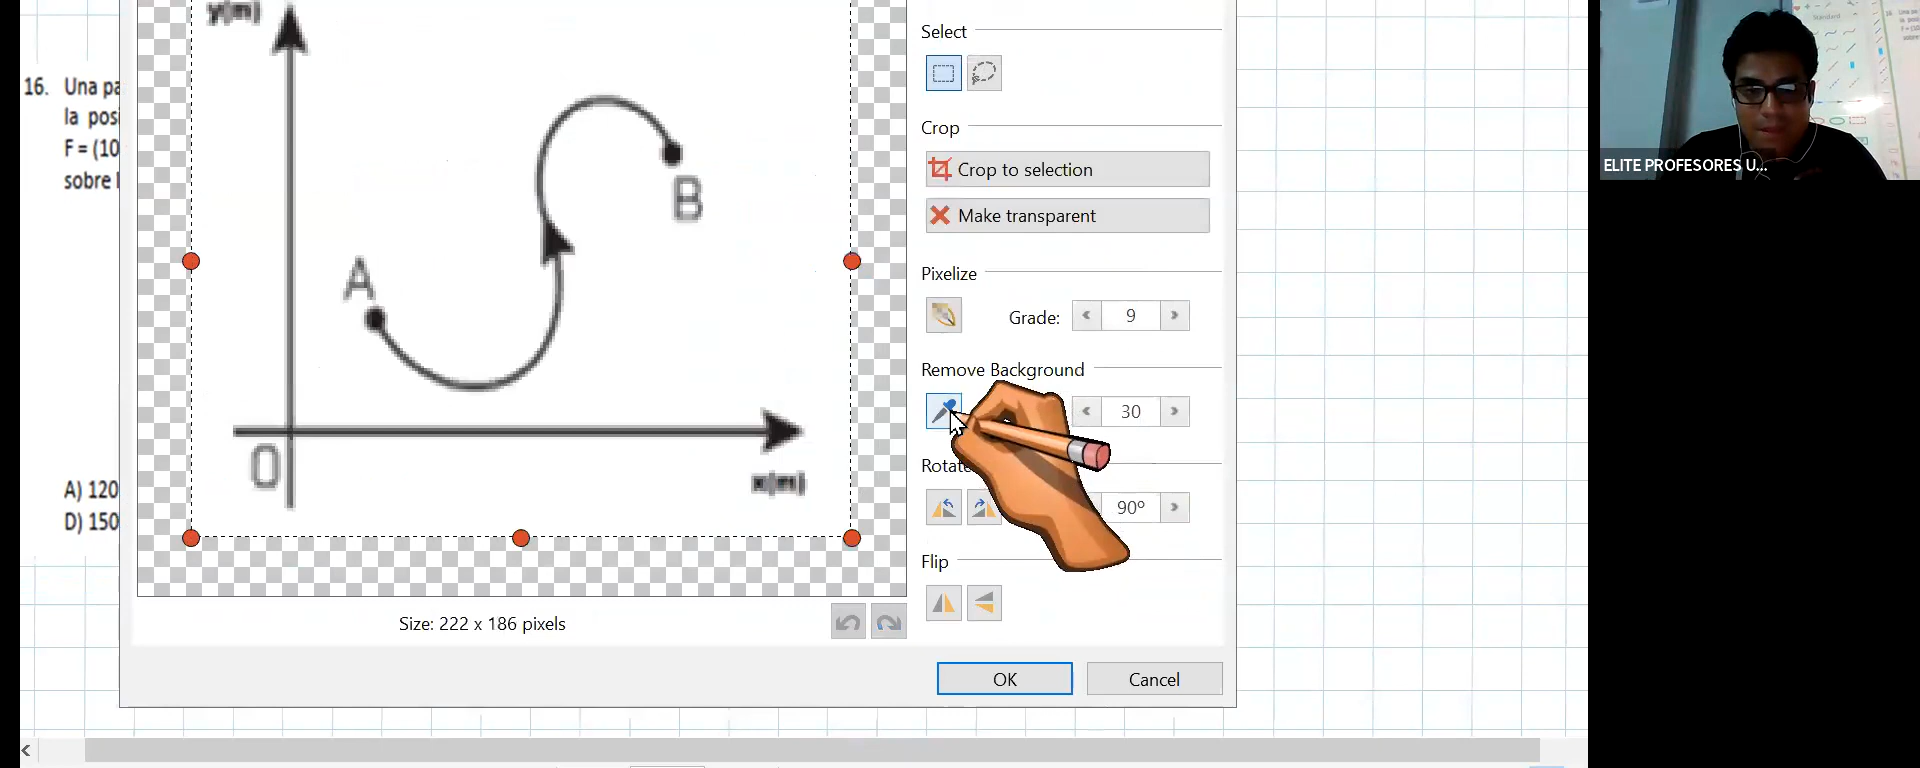 y(m)
16. Una pa
la posi
F = (10
sobre l
A
B
O
x(m)
A) 120
D) 150
Size: 222 x 186 pixels
Select
Crop
Crop to selection
Make transparent
Pixelize
Grade: 9
Remove Background
30
Rotate
90º
Flip
OK
Cancel
ELITE PROFESORES U...